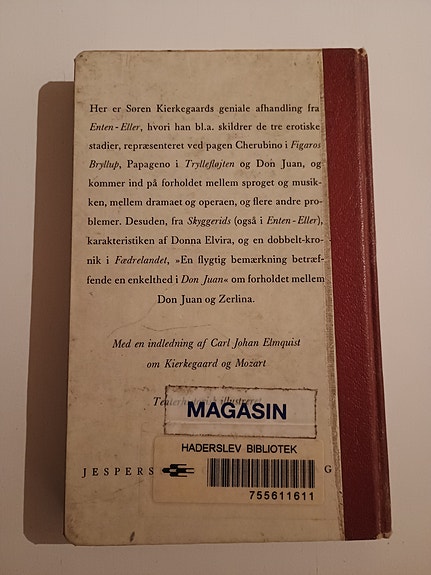 Her er Søren Kierkegaards geniale afhandling fra
Enten-Eller, hvori han bl.a. skildrer de tre erotiske
stadier, repræsenteret ved pagen Cherubino i Figaros
Bryllup, Papageno i Tryllefløjten og Don Juan, og
kommer ind på forholdet mellem sproget og musik-
ken, mellem dramaet og operaen, og flere andre pro-
blemer. Desuden, fra Skyggerids (også i Enten-Eller),
karakteristiken af Donna Elvira, og en dobbelt-kro-
nik i Fædrelandet, »En flygtig bemærkning betræf-
fende en enkelthed i Don Juan« om forholdet mellem
Don Juan og Zerlina.
Med en indledning af Carl Johan Elmquist
om Kierkegaard og Mozart
illustreret
MAGASIN
HADERSLEV BIBLIOTEK
JESPERS G
755611611